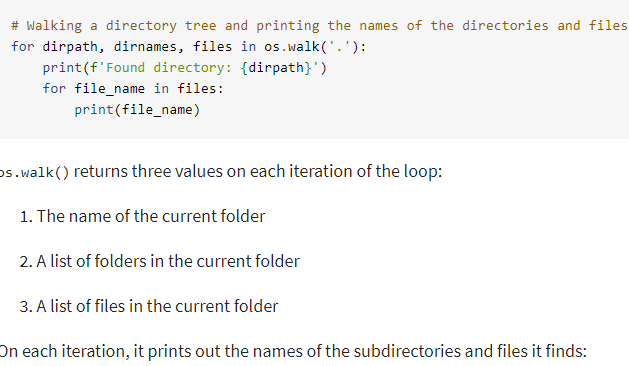 # Walking a directory tree and printing the names of the directories and files
for dirpath, dirnames, files in os.walk('.'):
    print(f'Found directory: {dirpath}')
    for file_name in files:
        print(file_name)
os.walk() returns three values on each iteration of the loop:
1. The name of the current folder
2. A list of folders in the current folder
3. A list of files in the current folder
On each iteration, it prints out the names of the subdirectories and files it finds: